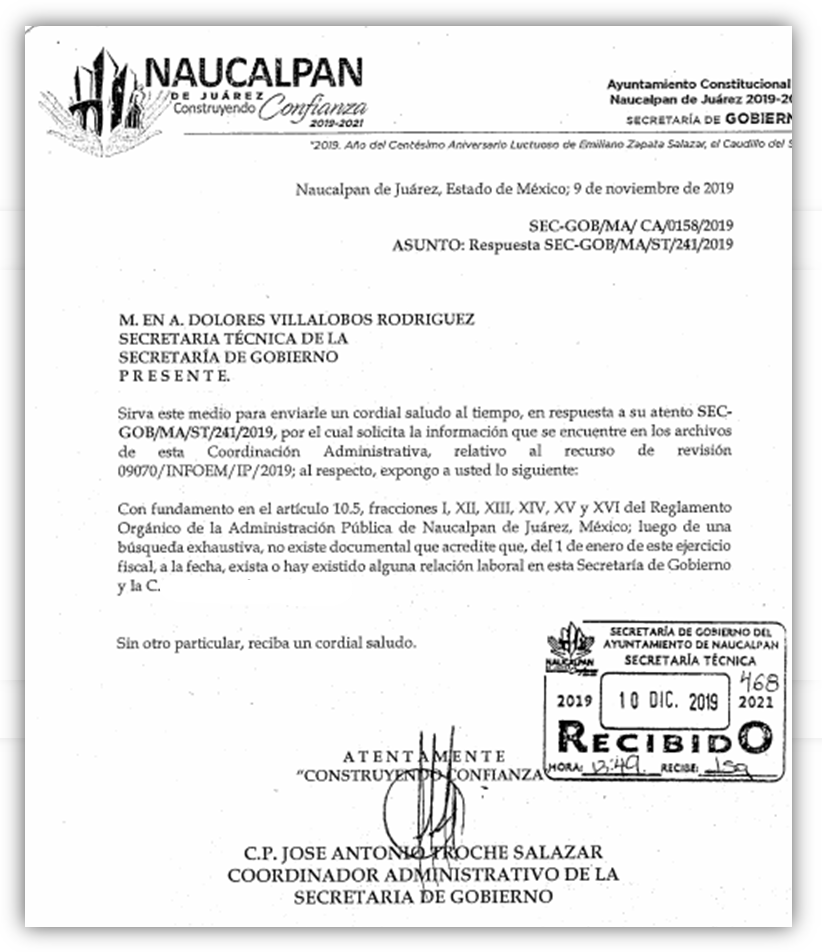 NAUCALPAN
DE JUÁREZ
Construyendo Confianza
2019-2021
Ayuntamiento Constitucional
Naucalpan de Juárez 2019-20
SECRETARÍA DE GOBIERN
"2019. Año del Centésimo Aniversario Luctuoso de Emiliano Zapata Salazar, el Caudillo del S
Naucalpan de Juárez, Estado de México; 9 de noviembre de 2019
SEC-GOB/MA/ CA/0158/2019
ASUNTO: Respuesta SEC-GOB/MA/ST/241/2019
M. EN A. DOLORES VILLALOBOS RODRIGUEZ
SECRETARIA TÉCNICA DE LA
SECRETARÍA DE GOBIERNO
P R E S E N T E.
Sirva este medio para enviarle un cordial saludo al tiempo, en respuesta a su atento SEC-
GOB/MA/ST/241/2019, por el cual solicita la información que se encuentre en los archivos
de esta Coordinación Administrativa, relativo al recurso de revisión
09070/INFOEM/IP/2019; al respecto, expongo a usted lo siguiente:
Con fundamento en el artículo 10.5, fracciones I, XII, XIII, XIV, XV y XVI del Reglamento
Orgánico de la Administración Pública de Naucalpan de Juárez, México; luego de una
búsqueda exhaustiva, no existe documental que acredite que, del 1 de enero de este ejercicio
fiscal, a la fecha, exista o hay existido alguna relación laboral en esta Secretaría de Gobierno
y la C.
Sin otro particular, reciba un cordial saludo.
SECRETARÍA DE GOBIERNO DEL
AYUNTAMIENTO DE NAUCALPAN
SECRETARÍA TÉCNICA
NAUCALPAN
468
2019 10 DIC. 2019 2021
RECIBIDO
HORA: 13:49 RECIBE:
A T E N T A M E N T E
"CONSTRUYENDO CONFIANZA
C.P. JOSE ANTONIO TROCHE SALAZAR
COORDINADOR ADMINISTRATIVO DE LA
SECRETARIA DE GOBIERNO